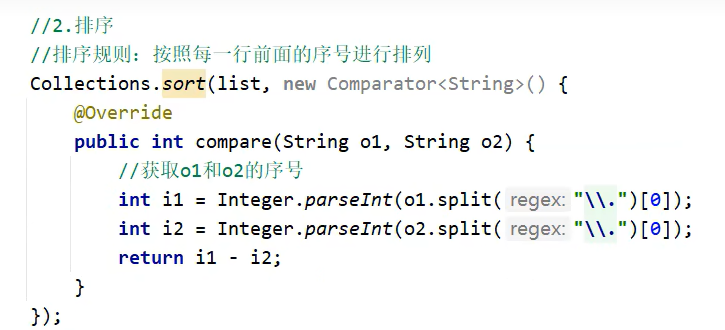 //2.排序
//排序规则：按照每一行前面的序号进行排列
Collections.sort(list, new Comparator<String>() {
@Override
public int compare(String o1, String o2) {
//获取o1和o2的序号
int i1 = Integer.parseInt(o1.split( regex: "\\.")[0]);
int i2 = Integer.parseInt(o2.split( regex: "\\.")[0]);
return i1 - i2;
}
});